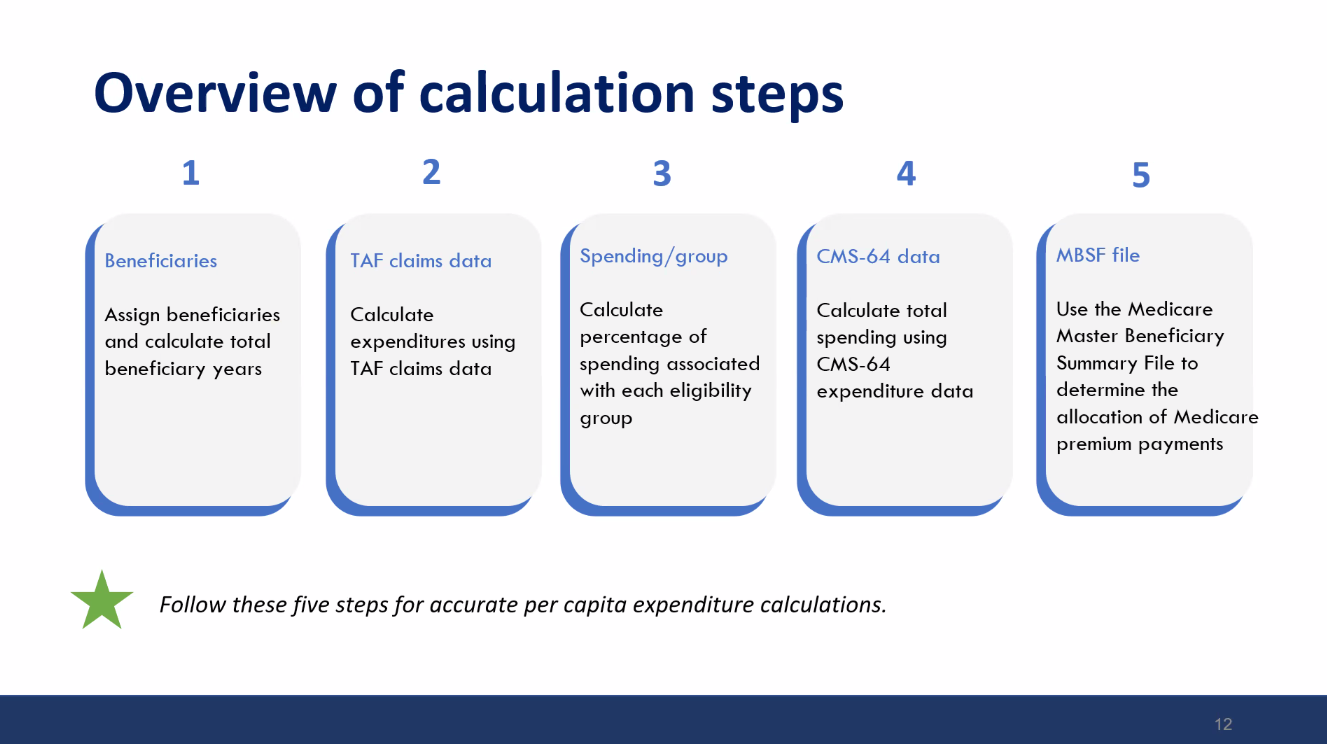 Overview of calculation steps
1
2
3
4
5
Beneficiaries
Assign beneficiaries
and calculate total
beneficiary years
TAF claims data
Calculate
expenditures using
TAF claims data
Spending/group
Calculate
percentage of
spending associated
with each eligibility
group
CMS-64 data
Calculate total
spending using
CMS-64
expenditure data
MBSF file
Use the Medicare
Master Beneficiary
Summary File to
determine the
allocation of Medicare
premium payments
Follow these five steps for accurate per capita expenditure calculations.
12